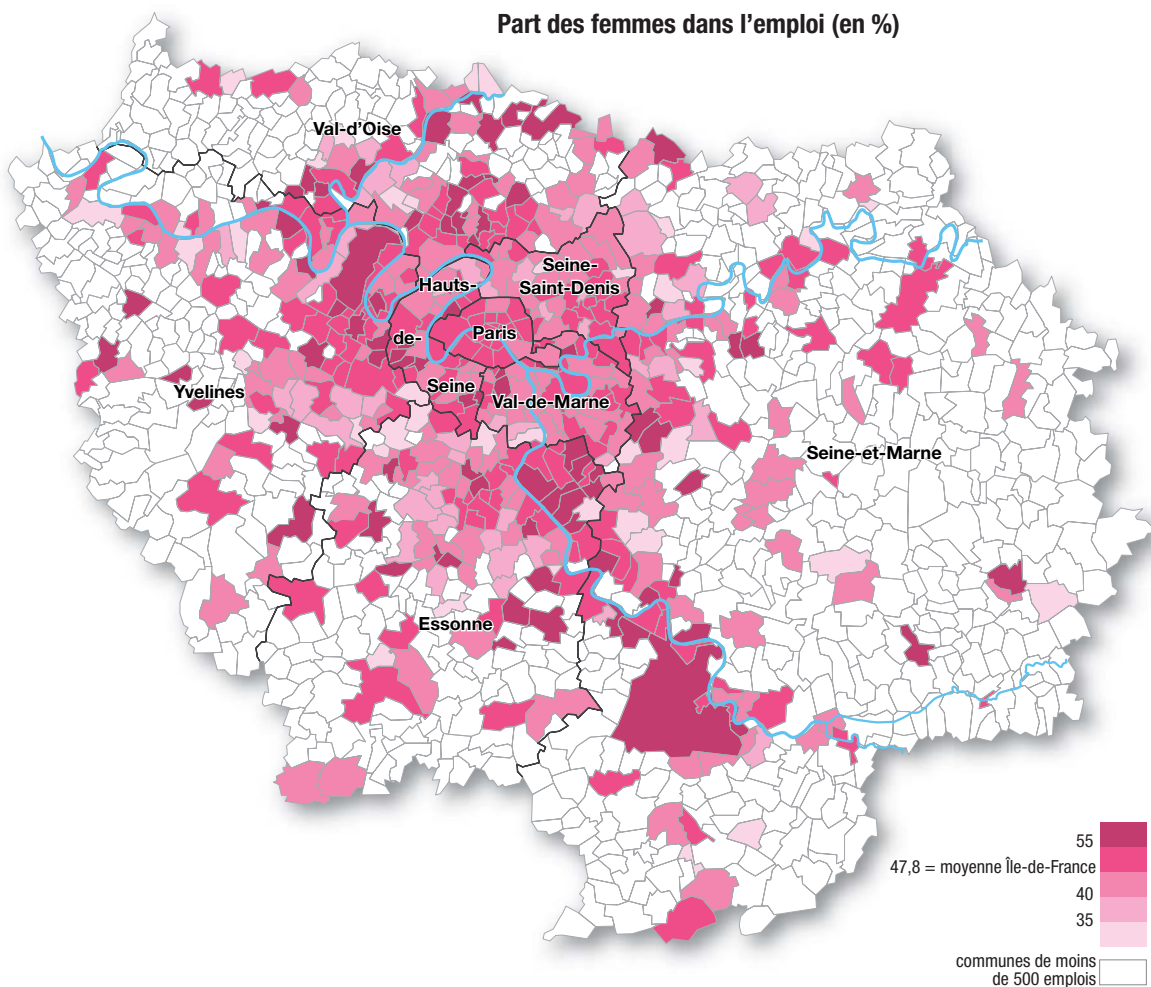 Part des femmes dans l'emploi (en %)
Val-d'Oise
Seine-
Saint-Denis
Hauts-
Paris
de-
Seine
Yvelines
Val-de-Marne
Seine-et-Marne
Essonne
55
47,8 = moyenne Île-de-France
40
35
communes de moins
de 500 emplois